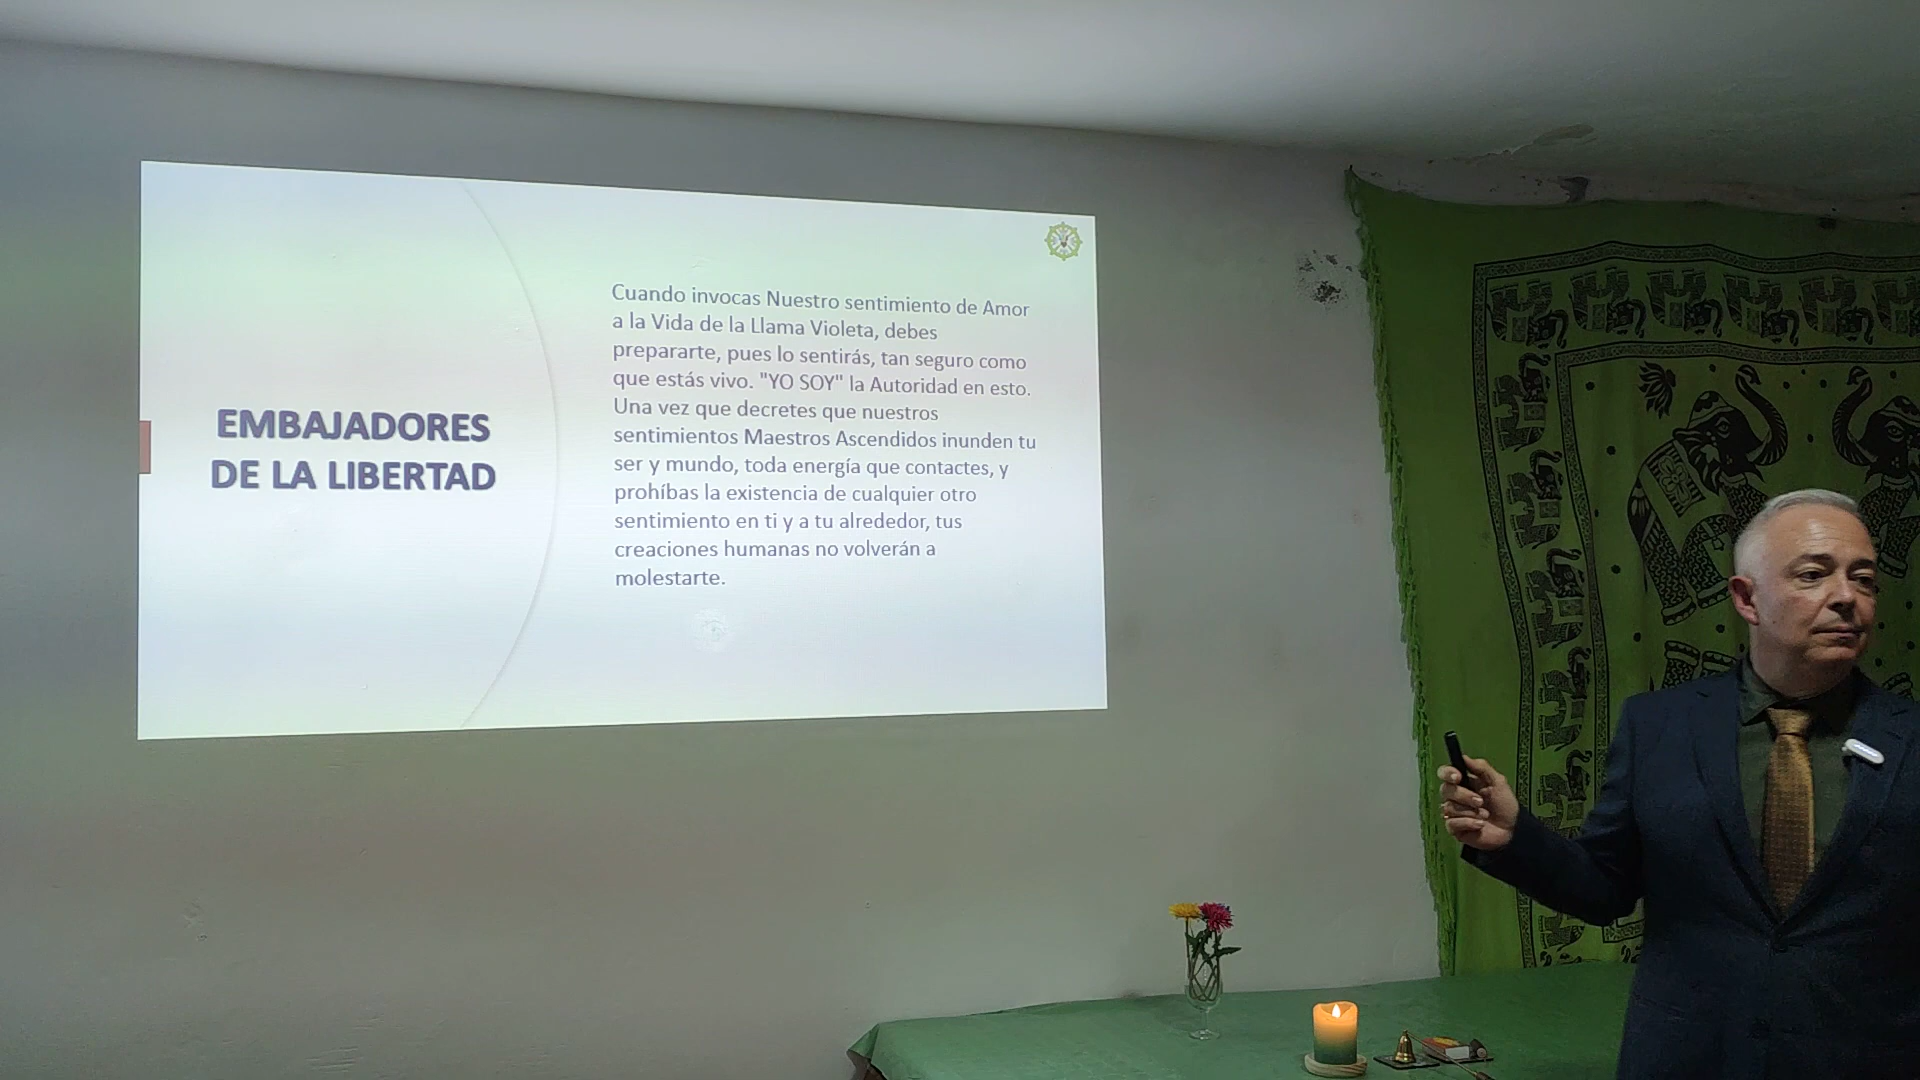 EMBAJADORES
DE LA LIBERTAD
Cuando invocas Nuestro sentimiento de Amor
a la Vida de la Llama Violeta, debes
prepararte, pues lo sentirás, tan seguro como
que estás vivo. "YO SOY" la Autoridad en esto.
Una vez que decretes que nuestros
sentimientos Maestros Ascendidos inunden tu
ser y mundo, toda energía que contactes, y
prohíbas la existencia de cualquier otro
sentimiento en ti y a tu alrededor, tus
creaciones humanas no volverán a
molestarte.